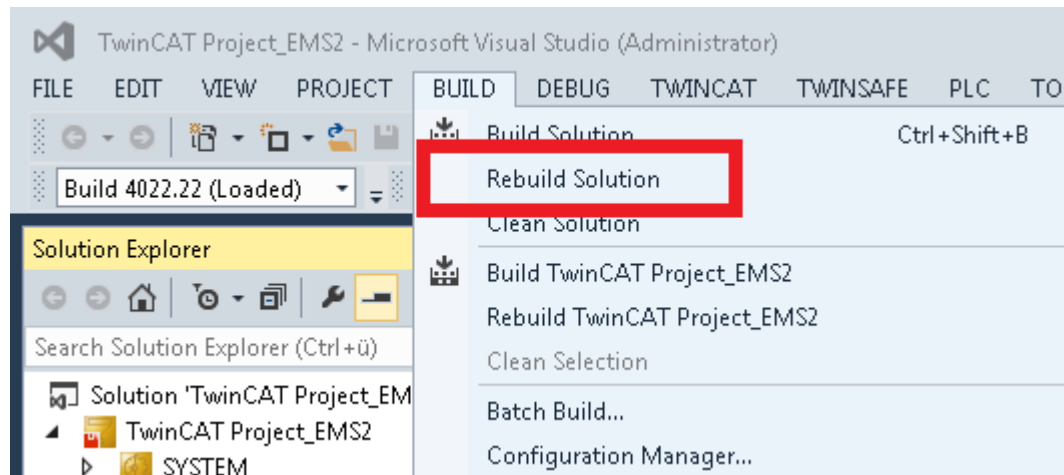 TwinCAT Project_EMS2 - Microsoft Visual Studio (Administrator)
FILE EDIT VIEW PROJECT BUILD DEBUG TWINCAT TWINSAFE PLC TO
Build Solution Ctrl+Shift+B
Build 4022.22 (Loaded)
Rebuild Solution
Clean Solution
Solution Explorer
Build TwinCAT Project_EMS2
Rebuild TwinCAT Project_EMS2
Search Solution Explorer (Ctrl+ü)
Clean Selection
Solution 'TwinCAT Project_EM
Batch Build...
TwinCAT Project_EMS2
Configuration Manager...
SYSTEM